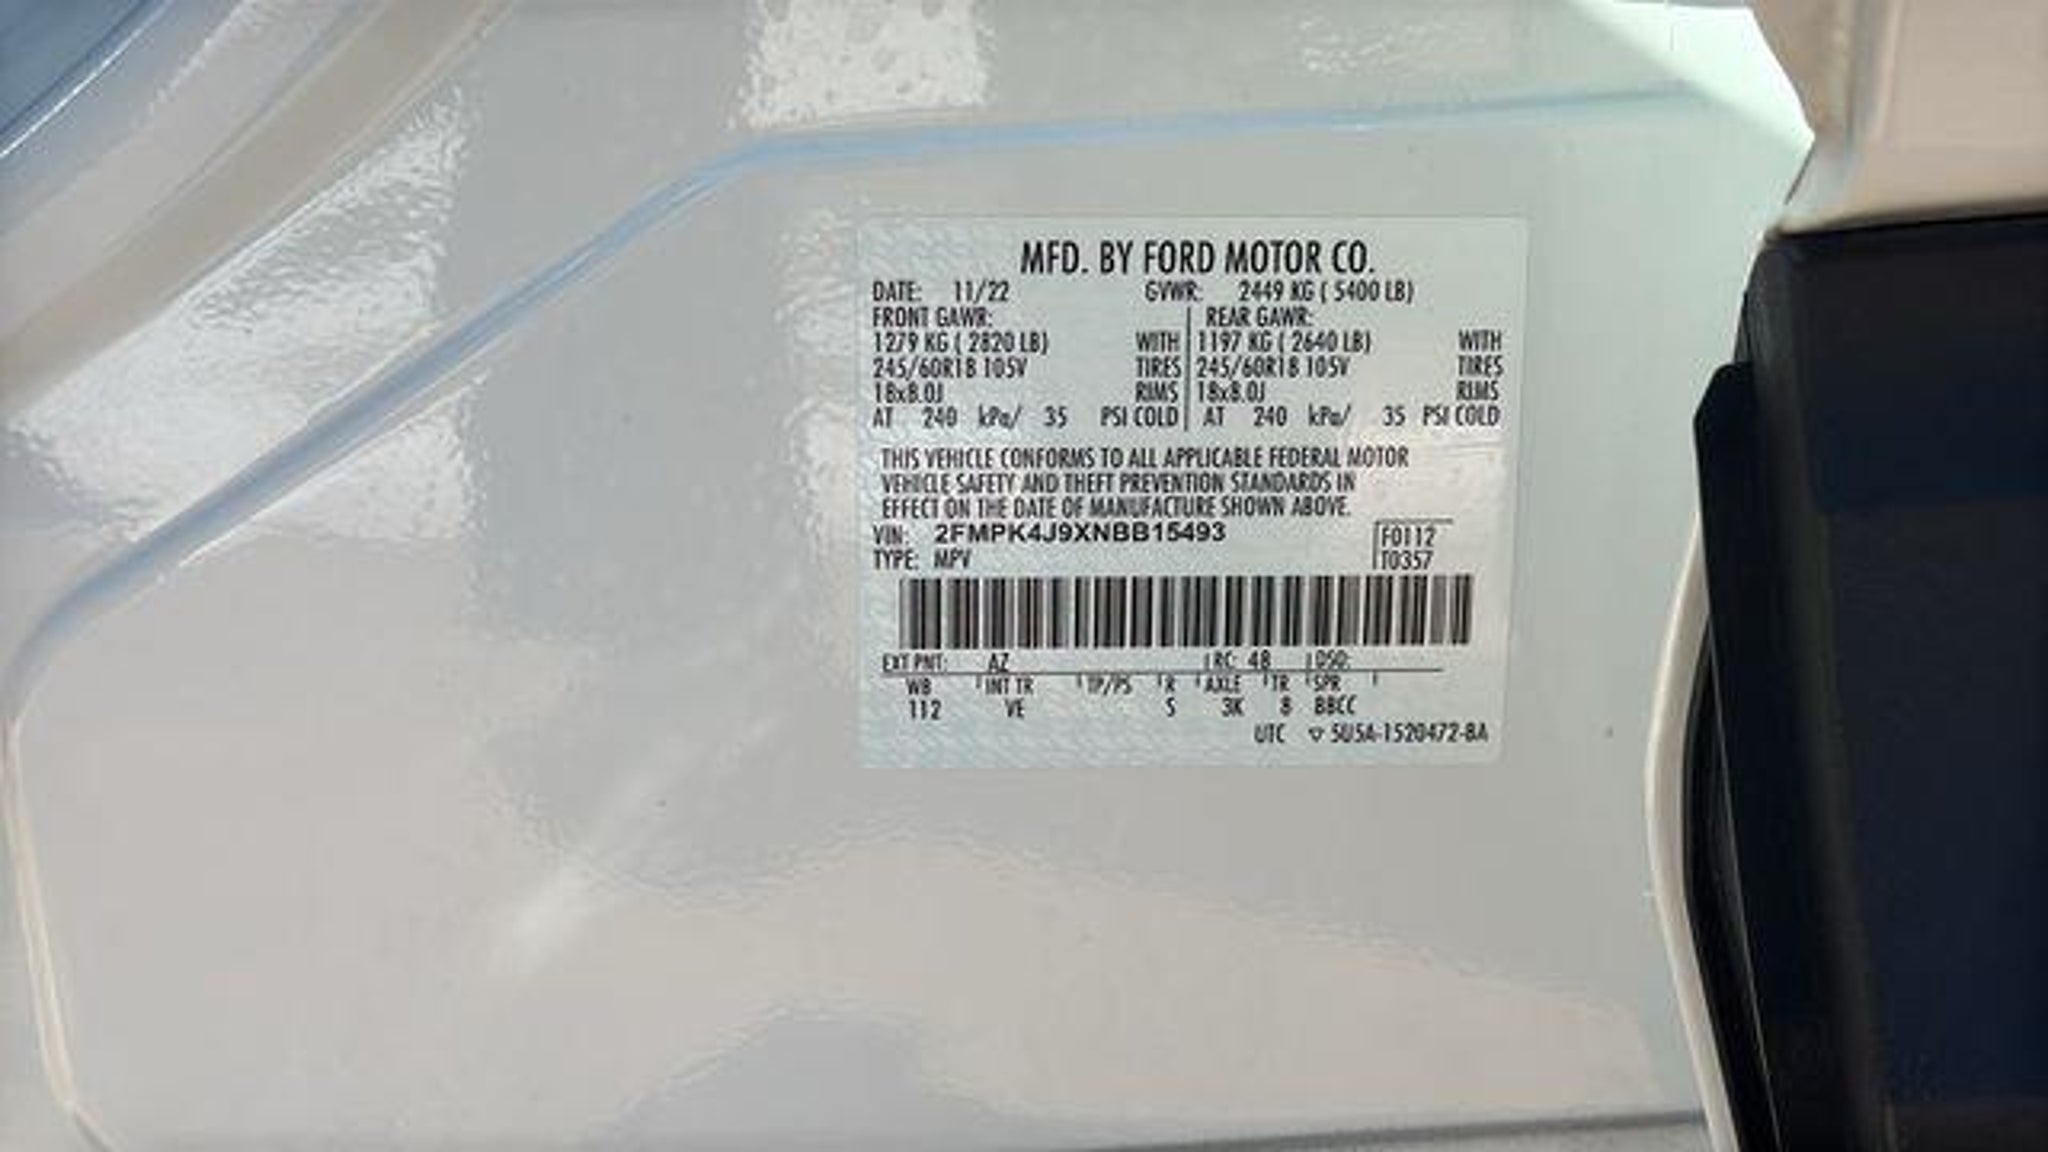 MFD. BY FORD MOTOR CO.
DATE: 11/22 GVWR: 2449 KG ( 5400 LB)
FRONT GAWR: REAR GAWR:
1279 KG ( 2820 LB) WITH 1197 KG ( 2640 LB) WITH
245/60R18 105V TIRES 245/60R18 105V TIRES
18x8.0J RIMS 18x8.0J RIMS
AT 240 kPa/ 35 PSI COLD AT 240 kPa/ 35 PSI COLD
THIS VEHICLE CONFORMS TO ALL APPLICABLE FEDERAL MOTOR
VEHICLE SAFETY AND THEFT PREVENTION STANDARDS IN
EFFECT ON THE DATE OF MANUFACTURE SHOWN ABOVE.
VIN: 2FMPK4J9XNBB15493 F0112
TYPE: MPV T0357
EXT PNT: AZ RC: 48 DSO:
WB INT TR TP/PS R AXLE TR SPR
112 VE S 3K 8 BBCC
UTC ▽ 5U5A-1520472-BA